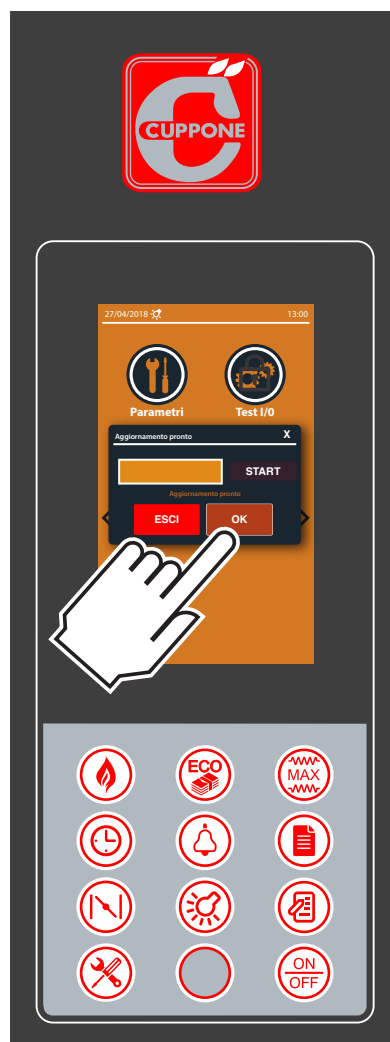 CUPPONE
27/04/2018 13:00
Parametri Test I/0
Aggiornamento pronto X
START
Aggiornamento pronto
ESCI OK
ECO MAX
ON
OFF